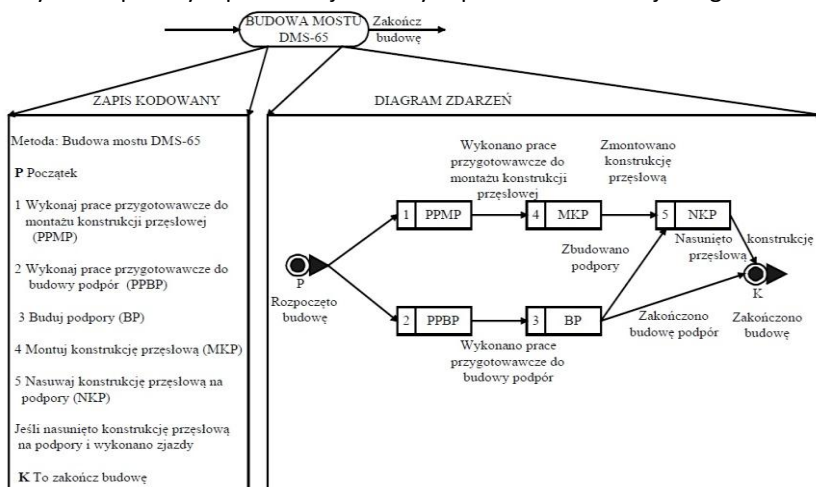 BUDOWA MOSTU
DMS-65
Zakończ
budowę
ZAPIS KODOWANY
Metoda: Budowa mostu DMS-65
P Początek
1 Wykonaj prace przygotowawcze do
montażu konstrukcji przęsłowej
(PPMP)
2 Wykonaj prace przygotowawcze do
budowy podpór (PPBP)
3 Buduj podpory (BP)
4 Montuj konstrukcję przęsłową (MKP)
5 Nasuwaj konstrukcję przęsłową na
podpory (NKP)
Jeśli nasunięto konstrukcję przęsłową
na podpory i wykonano zjazdy
K To zakończ budowę
DIAGRAM ZDARZEŃ
Wykonano prace
przygotowawcze do
montażu konstrukcji
przęsłowej
Zmontowano
konstrukcję
przęsłową
1 PPMP
4 MKP
5 NKP
Zbudowano
podpory
Nasunięto konstrukcję
przęsłową
P
Rozpoczęto
budowę
K
Zakończono
budowę
2 PPBP
3 BP
Zakończono
budowę podpór
Wykonano prace
przygotowawcze do
budowy podpór